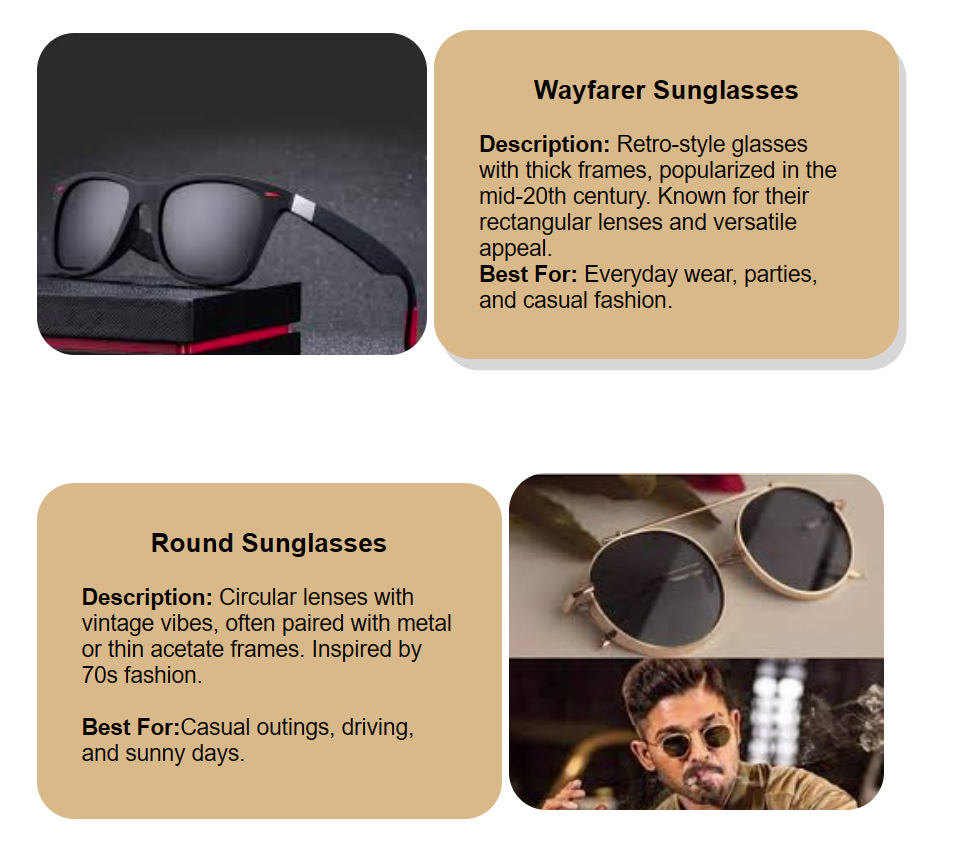 Wayfarer Sunglasses
Description: Retro-style glasses
with thick frames, popularized in the
mid-20th century. Known for their
rectangular lenses and versatile
appeal.
Best For: Everyday wear, parties,
and casual fashion.
Round Sunglasses
Description: Circular lenses with
vintage vibes, often paired with metal
or thin acetate frames. Inspired by
70s fashion.
Best For:Casual outings, driving,
and sunny days.